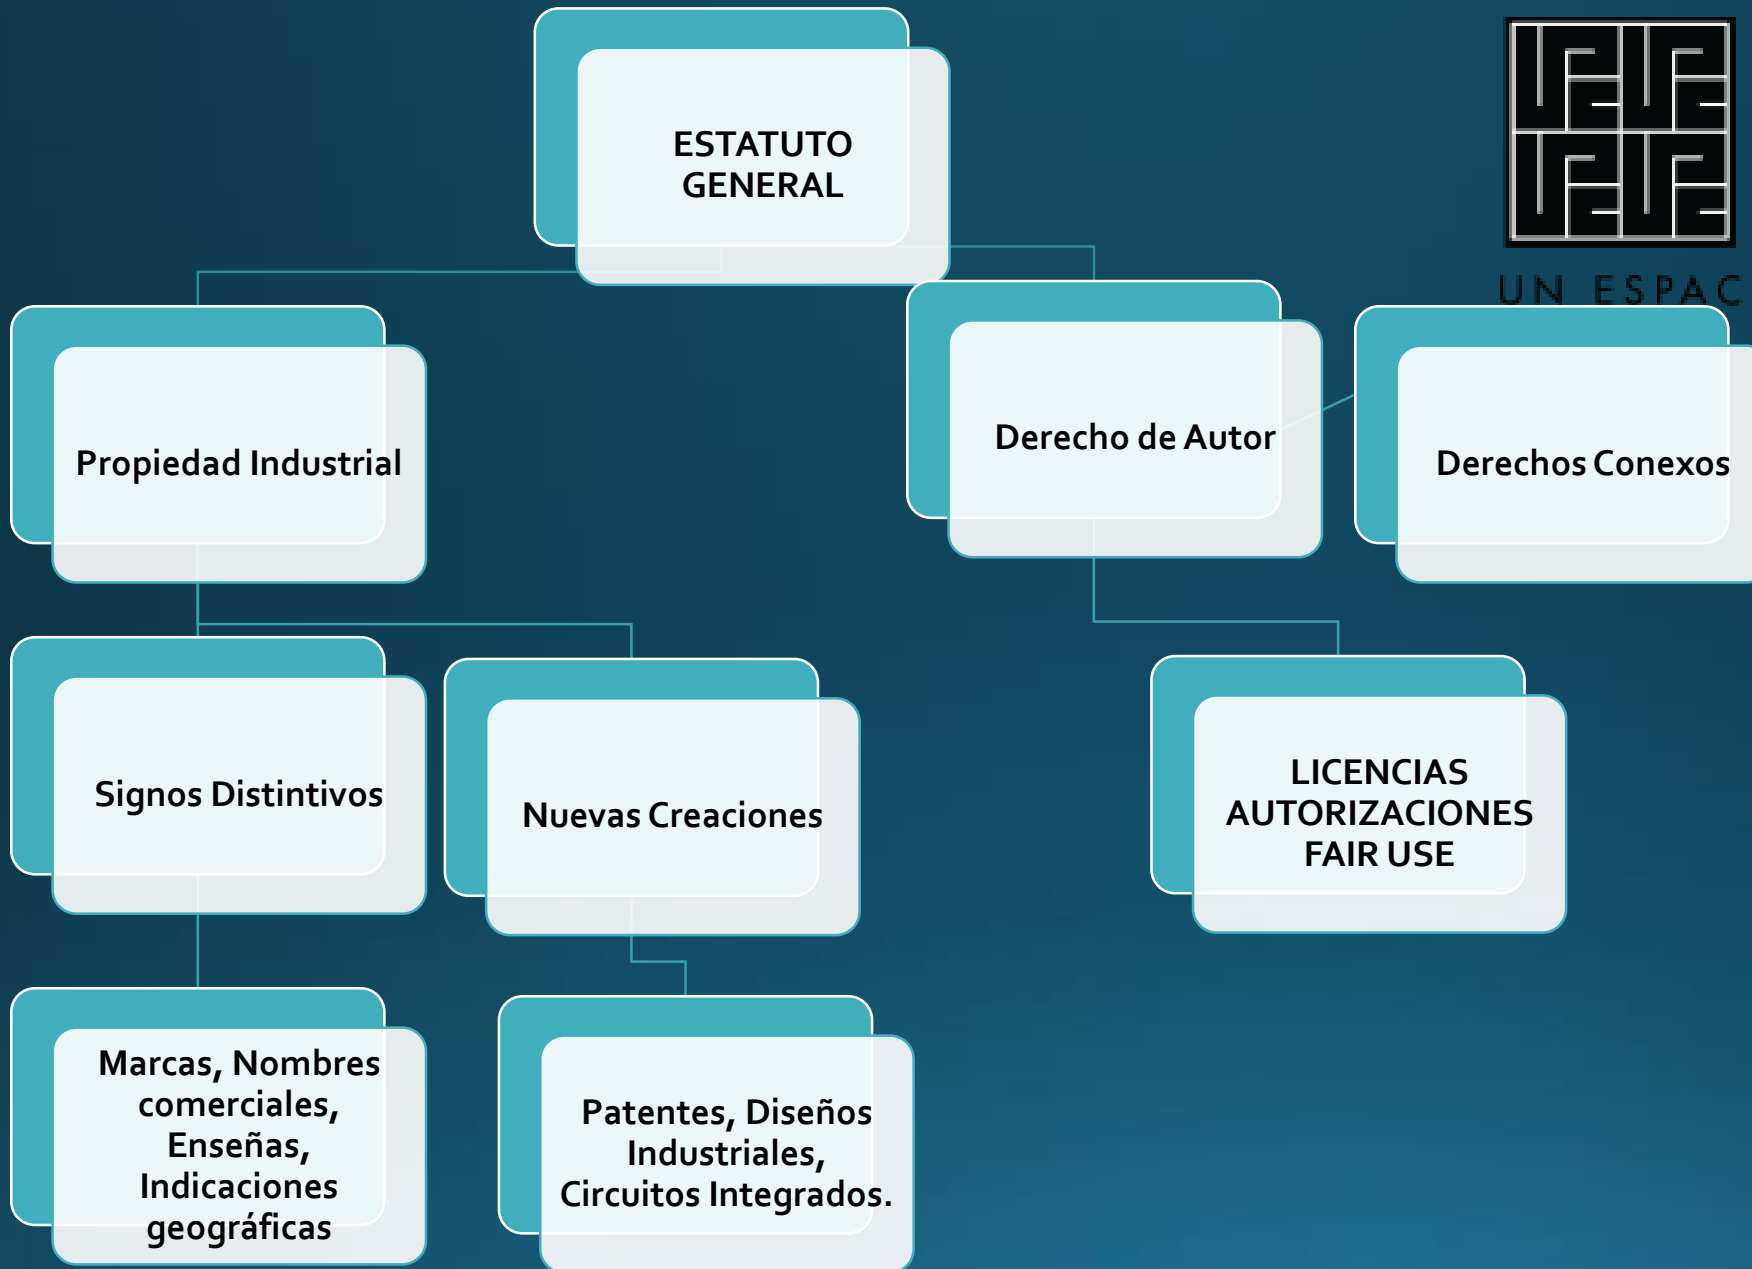 ESTATUTO
GENERAL
UN ESPAC
Propiedad Industrial
Derecho de Autor
Derechos Conexos
Signos Distintivos
Nuevas Creaciones
LICENCIAS
AUTORIZACIONES
FAIR USE
Marcas, Nombres
comerciales,
Enseñas,
Indicaciones
geográficas
Patentes, Diseños
Industriales,
Circuitos Integrados.